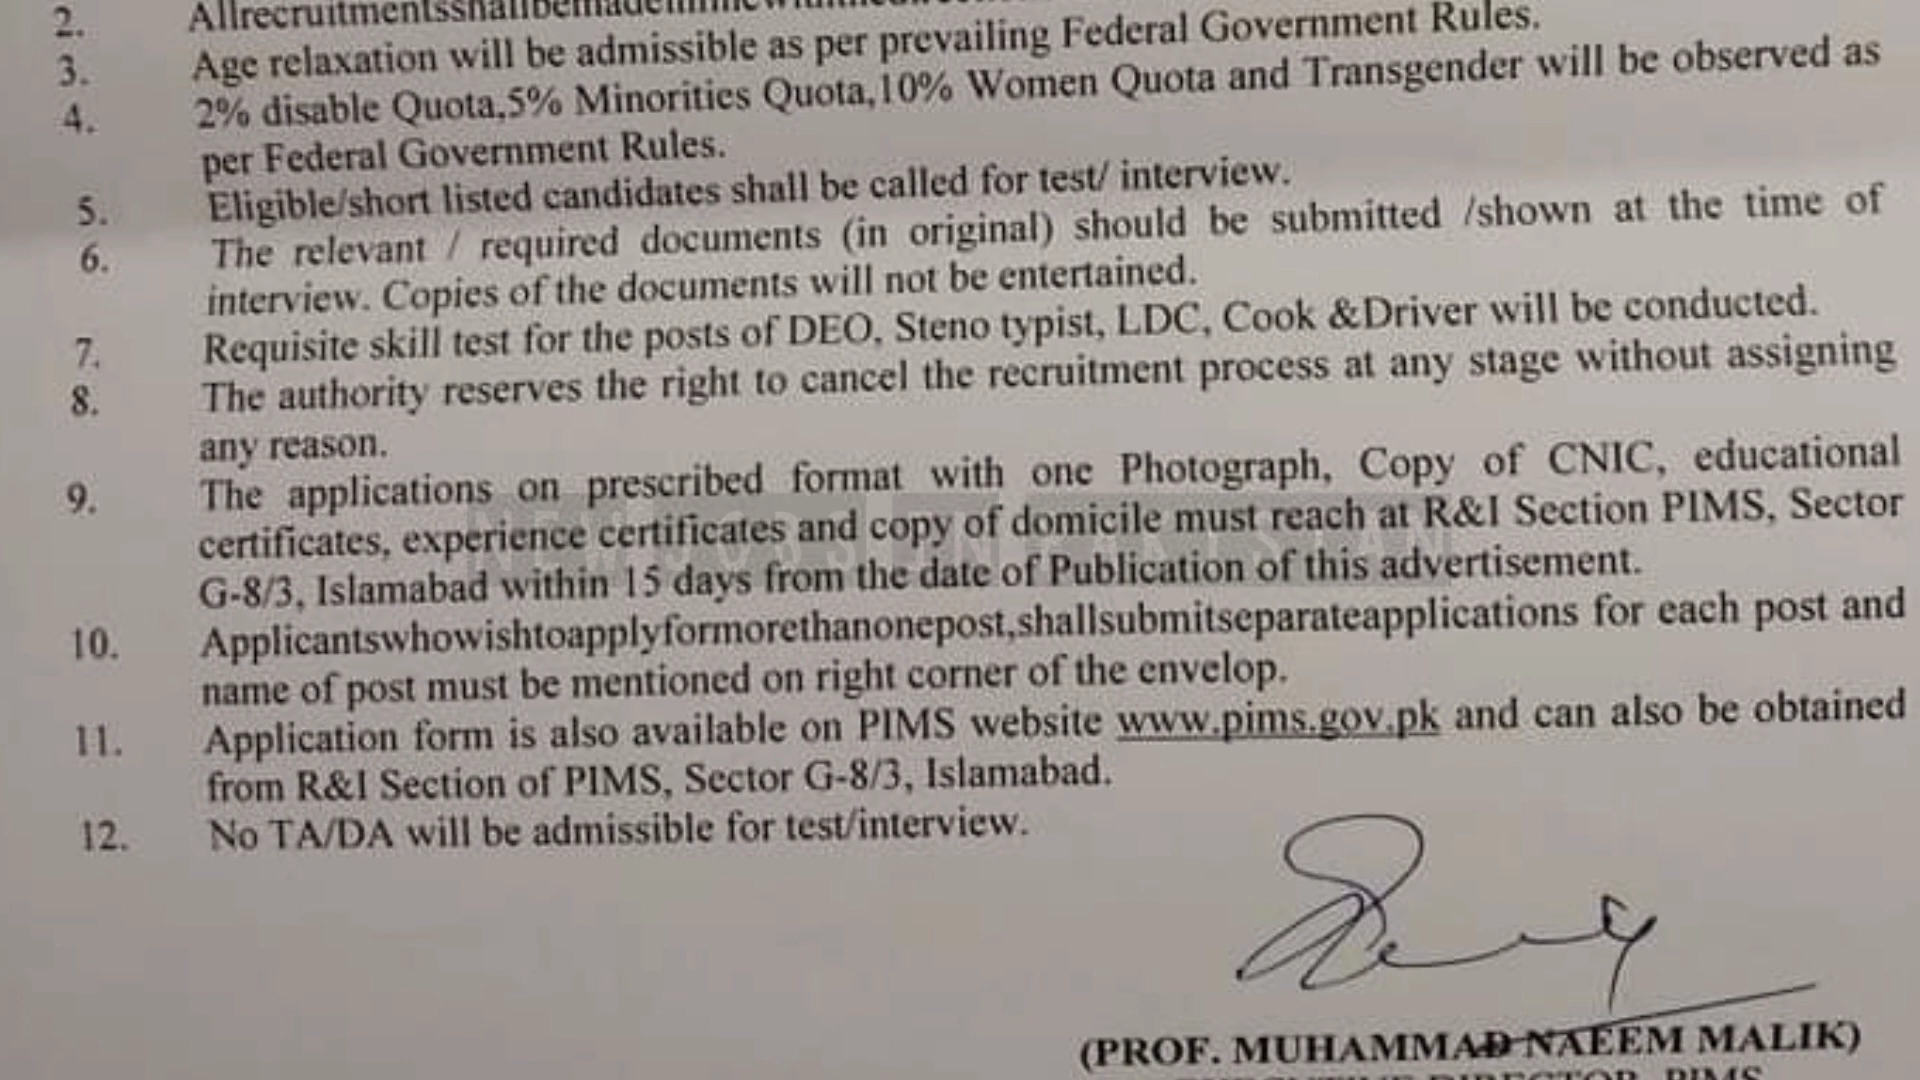 2.
3. Age relaxation will be admissible as per prevailing Federal Government Rules.
4. 2% disable Quota,5% Minorities Quota,10% Women Quota and Transgender will be observed as
per Federal Government Rules.
5. Eligible/short listed candidates shall be called for test/ interview.
6. The relevant / required documents (in original) should be submitted /shown at the time of
interview. Copies of the documents will not be entertained.
7. Requisite skill test for the posts of DEO, Steno typist, LDC, Cook &Driver will be conducted.
8. The authority reserves the right to cancel the recruitment process at any stage without assigning
any reason.
9. The applications on prescribed format with one Photograph, Copy of CNIC, educational
certificates, experience certificates and copy of domicile must reach at R&I Section PIMS, Sector
G-8/3, Islamabad within 15 days from the date of Publication of this advertisement.
10. Applicantswhowishtoapplyformorethanonepost,shallsubmitseparateapplications for each post and
name of post must be mentioned on right corner of the envelop.
11. Application form is also available on PIMS website www.pims.gov.pk and can also be obtained
from R&I Section of PIMS, Sector G-8/3, Islamabad.
12. No TA/DA will be admissible for test/interview.
(PROF. MUHAMMAD NAEEM MALIK)
EXECUTIVE DIRECTOR, PIMS